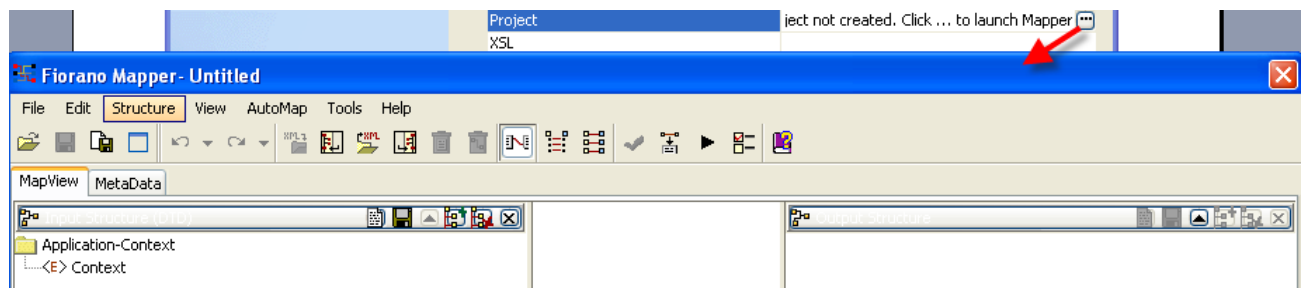 Project ject not created. Click ... to launch Mapper
XSL
Fiorano Mapper- Untitled
File Edit Structure View AutoMap Tools Help
MapView MetaData
Input Structure (DTD) Output Structure
Application-Context
<E> Context